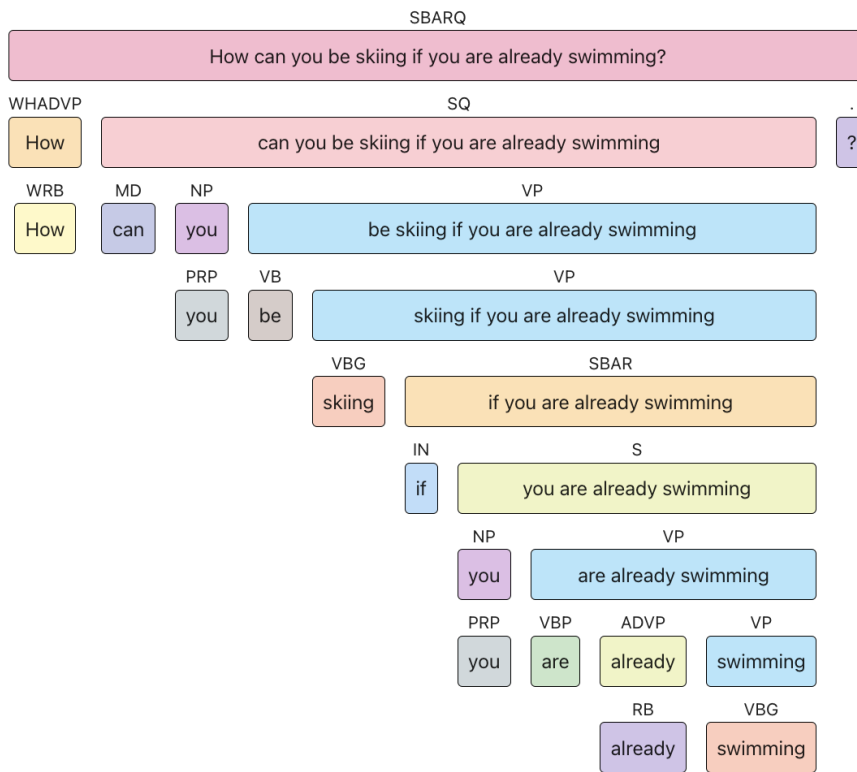 SBARQ
How can you be skiing if you are already swimming?
WHADVP SQ .
How can you be skiing if you are already swimming ?
WRB MD NP VP
How can you be skiing if you are already swimming
PRP VB VP
you be skiing if you are already swimming
VBG SBAR
skiing if you are already swimming
IN S
if you are already swimming
NP VP
you are already swimming
PRP VBP ADVP VP
you are already swimming
RB VBG
already swimming